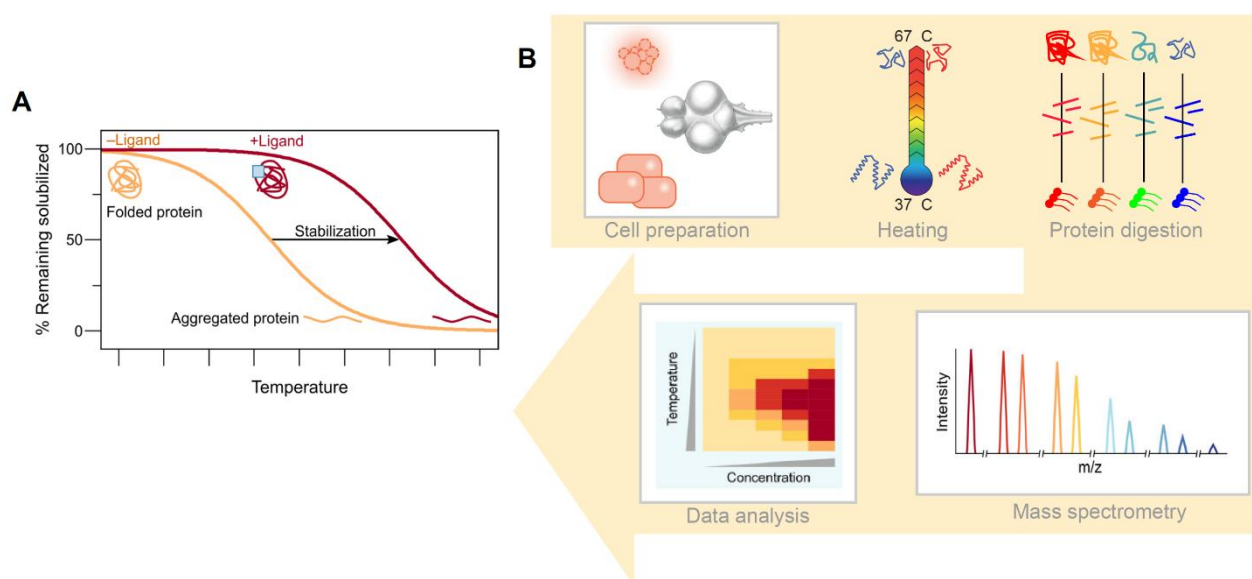 A
–Ligand
+Ligand
100
Folded protein
50
Stabilization
Aggregated protein
0
% Remaining solubilized
Temperature
B
67 C
37 C
Cell preparation
Heating
Protein digestion
Temperature
Concentration
Data analysis
Intensity
m/z
Mass spectrometry